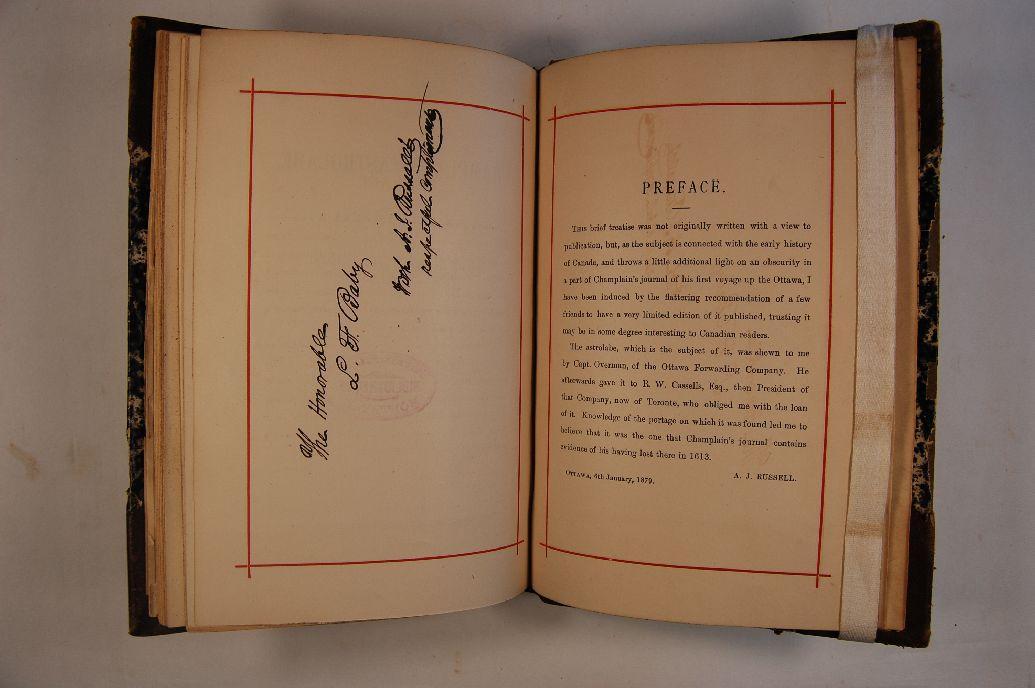 The Honorable
L. F. Baby
With A. J. Russell's
respectful compliments
PREFACE.
THIS brief treatise was not originally written with a view to
publication, but, as the subject is connected with the early history
of Canada, and throws a little additional light on an obscurity in
a part of Champlain's journal of his first voyage up the Ottawa, I
have been induced by the flattering recommendation of a few
friends to have a very limited edition of it published, trusting it
may be in some degree interesting to Canadian readers.
The astrolabe, which is the subject of it, was shewn to me
by Capt. Overman, of the Ottawa Forwarding Company. He
afterwards gave it to R. W. Cassells, Esq., then President of
that Company, now of Toronto, who obliged me with the loan
of it. Knowledge of the portage on which it was found led me to
believe that it was the one that Champlain's journal contains
evidence of his having lost there in 1613.
OTTAWA, 6th January, 1879.
A. J. RUSSELL.